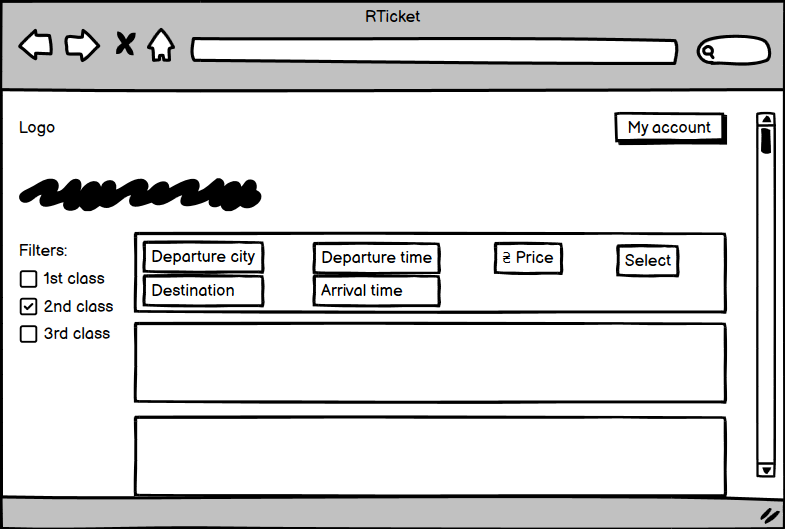 RTicket
Logo
My account
Filters:
1st class
2nd class
3rd class
Departure city
Departure time
₴ Price
Select
Destination
Arrival time